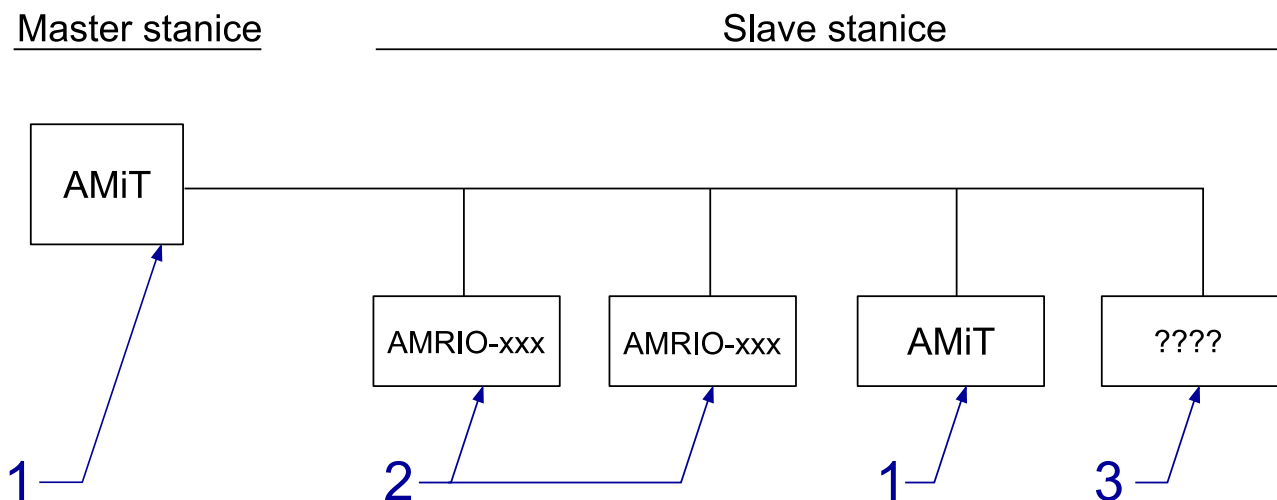 Master stanice
Slave stanice
AMiT
AMRIO-xxx
AMRIO-xxx
AMiT
????
1
2
1
3